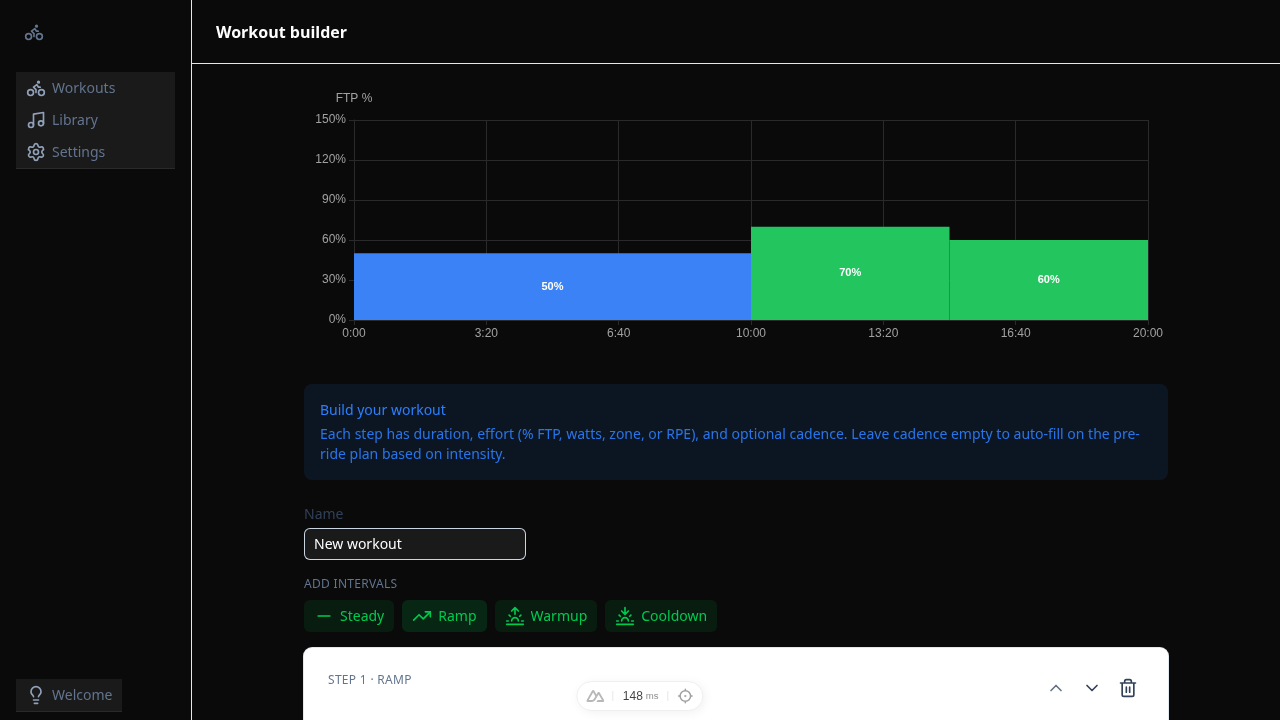 Workout builder
Workouts
Library
Settings
FTP %
150%
120%
90%
60%
30%
0%
50%
70%
60%
0:00
3:20
6:40
10:00
13:20
16:40
20:00
Build your workout
Each step has duration, effort (% FTP, watts, zone, or RPE), and optional cadence. Leave cadence empty to auto-fill on the pre-
ride plan based on intensity.
Name
New workout
ADD INTERVALS
Steady
Ramp
Warmup
Cooldown
STEP 1 · RAMP
148 ms
Welcome